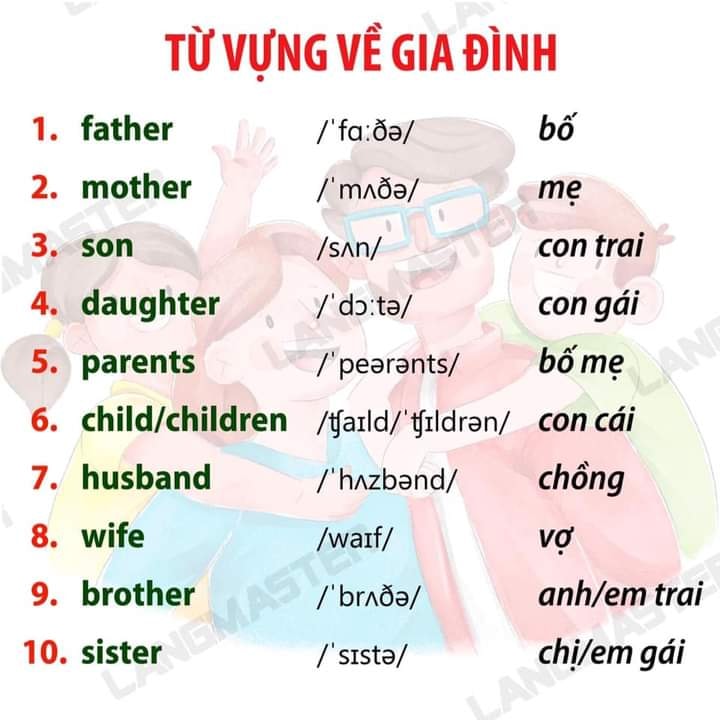 TỪ VỰNG VỀ GIA ĐÌNH
1. father /ˈfɑːðə/ bố
2. mother /ˈmʌðə/ mẹ
3. son /sʌn/ con trai
4. daughter /ˈdɔːtə/ con gái
5. parents /ˈpeərənts/ bố mẹ
6. child/children /ʧaɪld/ˈʧɪldrən/ con cái
7. husband /ˈhʌzbənd/ chồng
8. wife /waɪf/ vợ
9. brother /ˈbrʌðə/ anh/em trai
10. sister /ˈsɪstə/ chị/em gái
LANGMASTER